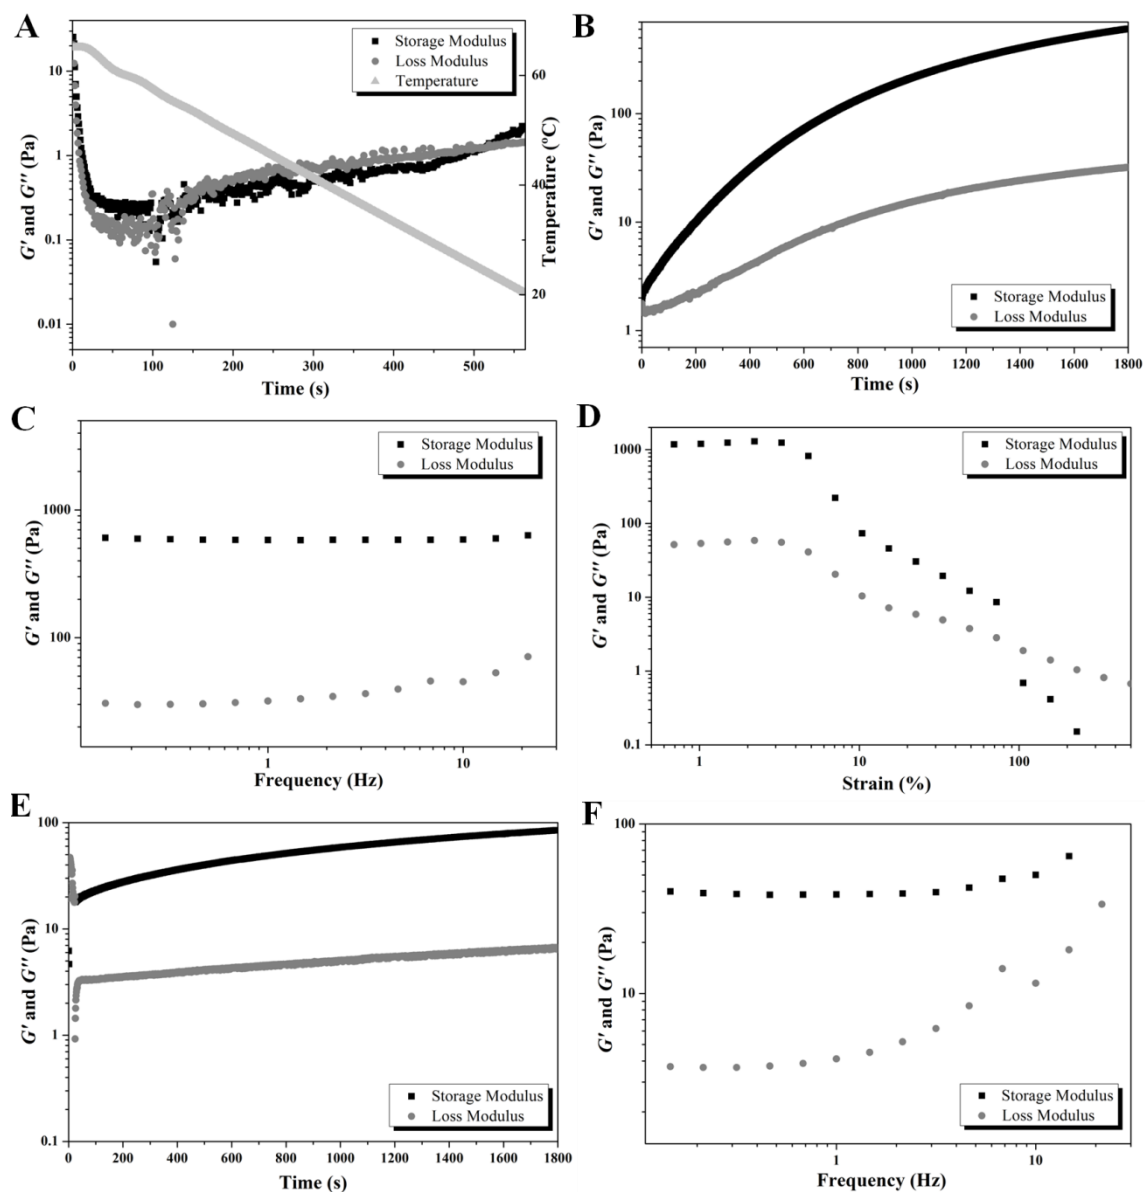 A
Storage Modulus
Loss Modulus
Temperature
10
1
0.1
0.01
G' and G'' (Pa)
60
40
20
Temperature (°C)
0 100 200 300 400 500
Time (s)
B
100
10
1
G' and G'' (Pa)
Storage Modulus
Loss Modulus
0 200 400 600 800 1000 1200 1400 1600 1800
Time (s)
C
Storage Modulus
Loss Modulus
1000
100
G' and G'' (Pa)
1 10
Frequency (Hz)
D
Storage Modulus
Loss Modulus
1000
100
10
1
0.1
G' and G'' (Pa)
1 10 100
Strain (%)
E
100
10
1
0.1
G' and G'' (Pa)
Storage Modulus
Loss Modulus
0 200 400 600 800 1000 1200 1400 1600 1800
Time (s)
F
100
10
G' and G'' (Pa)
Storage Modulus
Loss Modulus
1 10
Frequency (Hz)